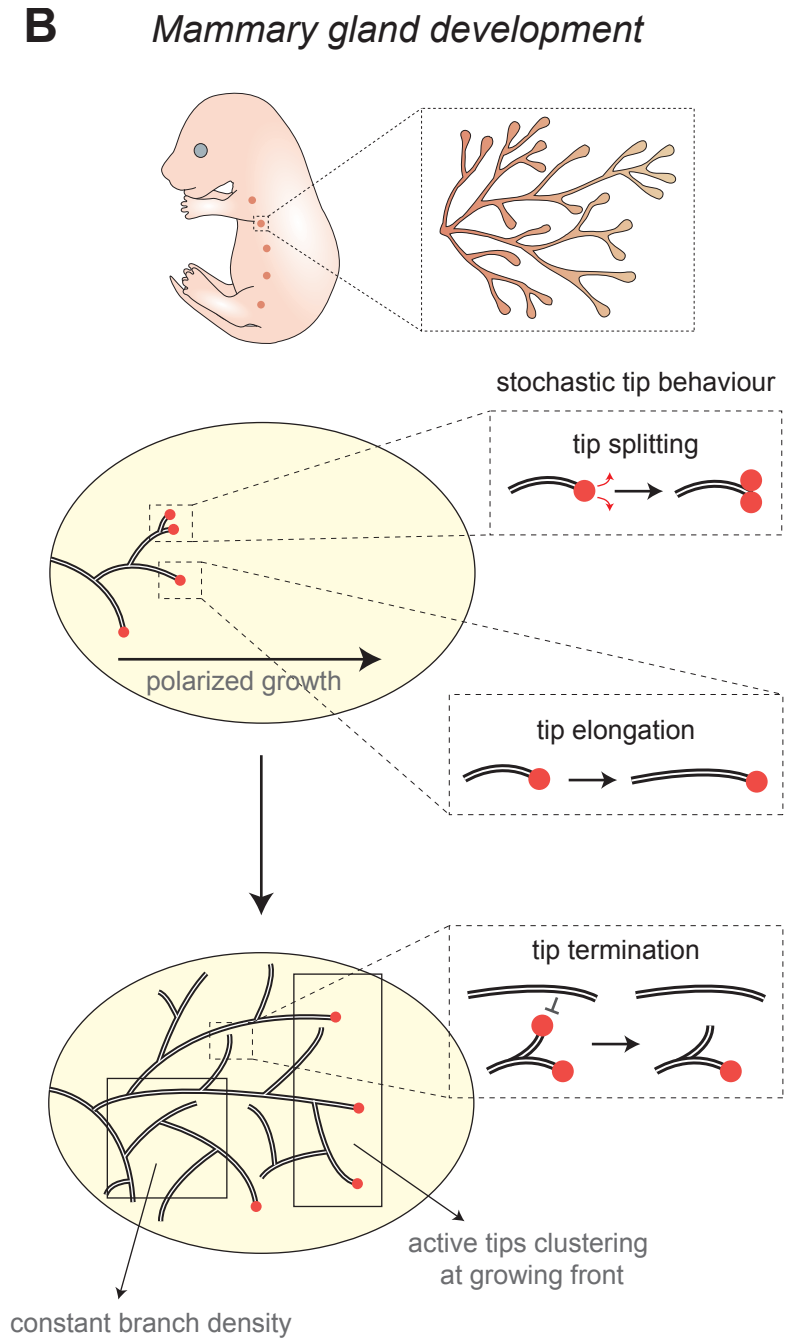 B
Mammary gland development
stochastic tip behaviour
tip splitting
polarized growth
tip elongation
tip termination
active tips clustering
at growing front
constant branch density